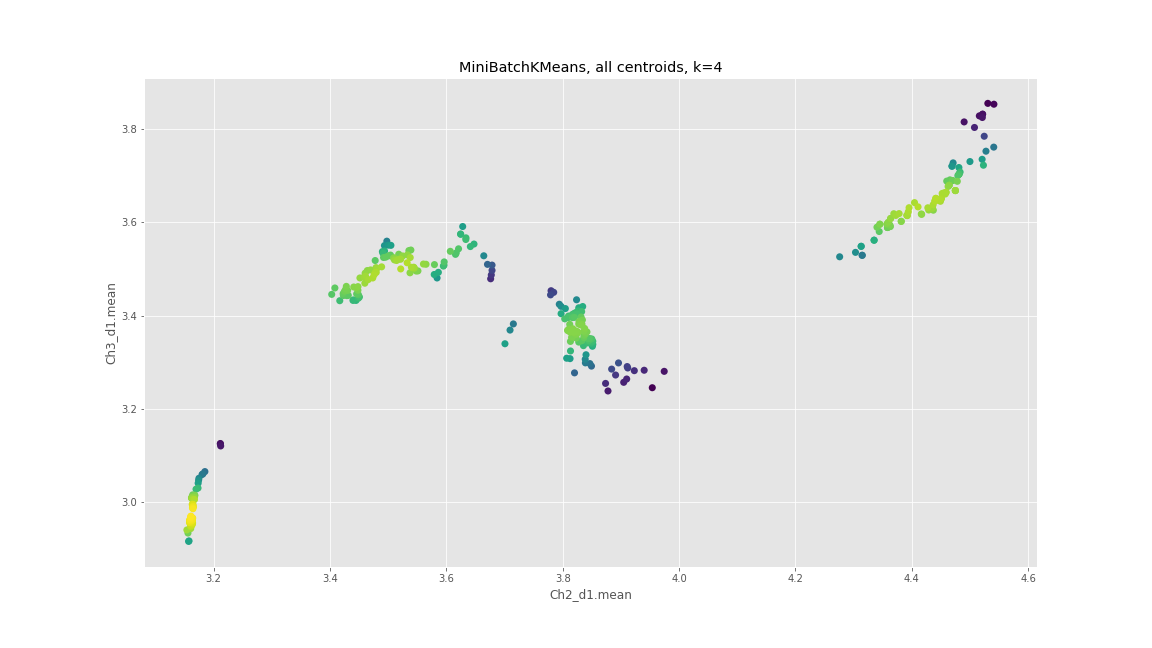 MiniBatchKMeans, all centroids, k=4
3.8
3.6
3.4
3.2
3.0
Ch3_d1.mean
3.2 3.4 3.6 3.8 4.0 4.2 4.4 4.6
Ch2_d1.mean